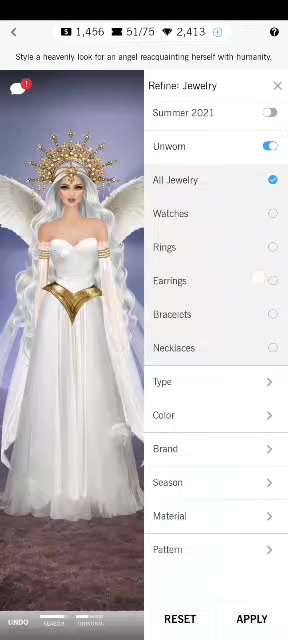 1,456 51/75 2,413
Style a heavenly look for an angel reacquainting herself with humanity.
Refine: Jewelry
Summer 2021
Unworn
All Jewelry
Watches
Rings
Earrings
Bracelets
Necklaces
Type
Color
Brand
Season
Material
Pattern
UNDO
SEASON
RESET
APPLY